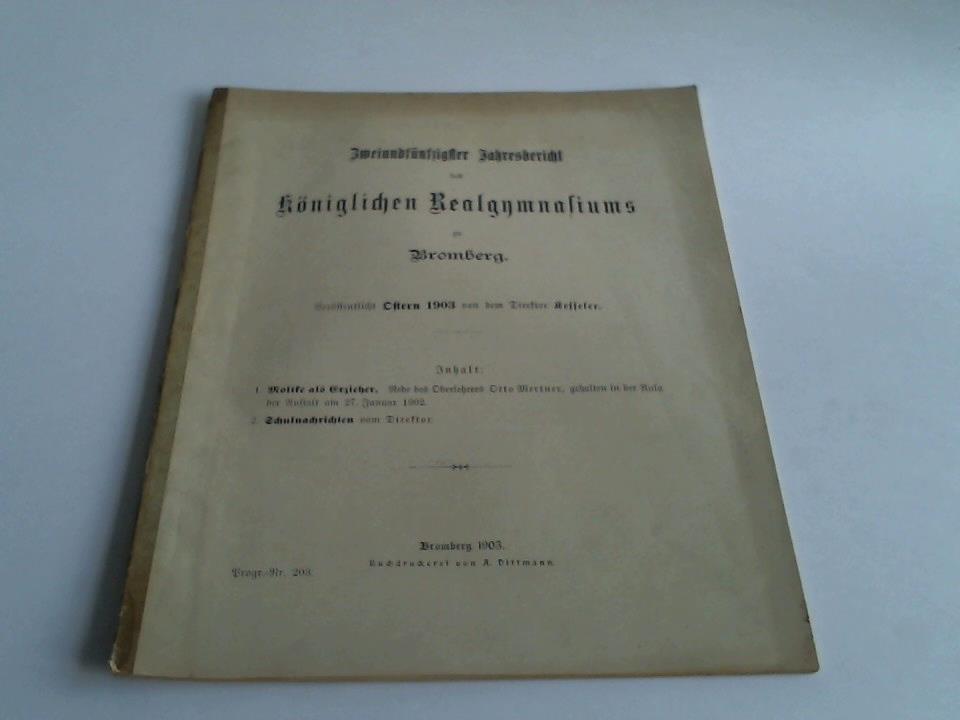 Zweiundfünfzigster Jahresbericht
des
Königlichen Realgymnasiums
zu
Bromberg.
Veröffentlicht Ostern 1903 von dem Direktor Kesseler.
Inhalt:
1. Moltke als Erzieher. Rede des Oberlehrers Otto Mertner, gehalten in der Aula
der Anstalt am 27. Januar 1902.
2. Schulnachrichten vom Direktor.
Bromberg 1903.
Buchdruckerei von A. Dittmann.
Progr.-Nr. 203.